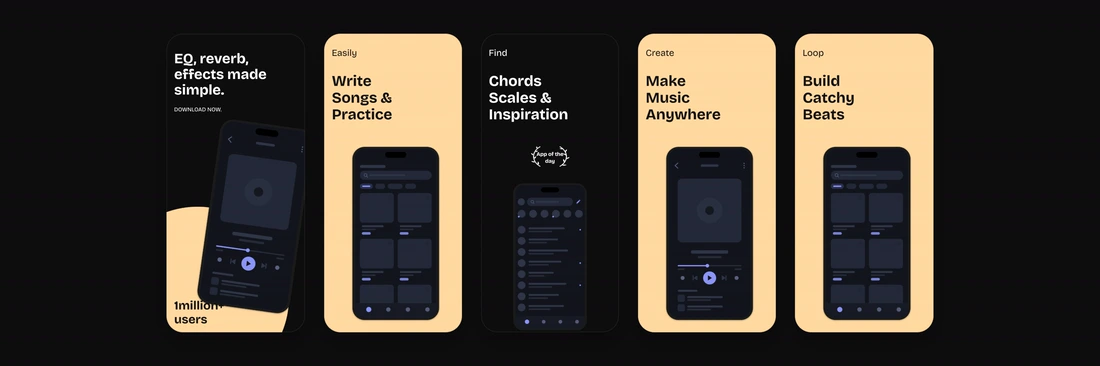 EQ, reverb,
effects made
simple.
DOWNLOAD NOW.
1million+
users
Easily
Write
Songs &
Practice
Find
Chords
Scales &
Inspiration
App of the
day
Create
Make
Music
Anywhere
Loop
Build
Catchy
Beats